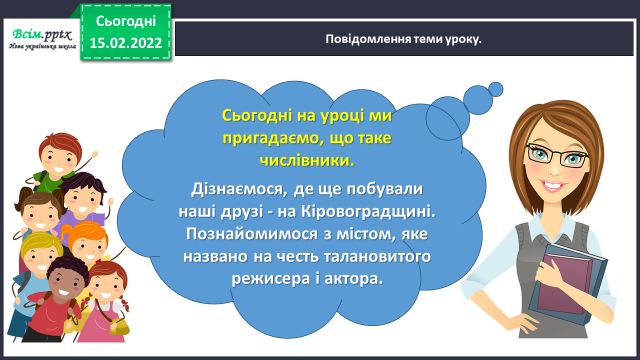 Всім.pptx
Нова українська школа
Сьогодні
15.02.2022
Повідомлення теми уроку.
Сьогодні на уроці ми
пригадаємо, що таке
числівники.
Дізнаємося, де ще побували
наші друзі - на Кіровоградщині.
Познайомимося з містом, яке
названо на честь талановитого
режисера і актора.